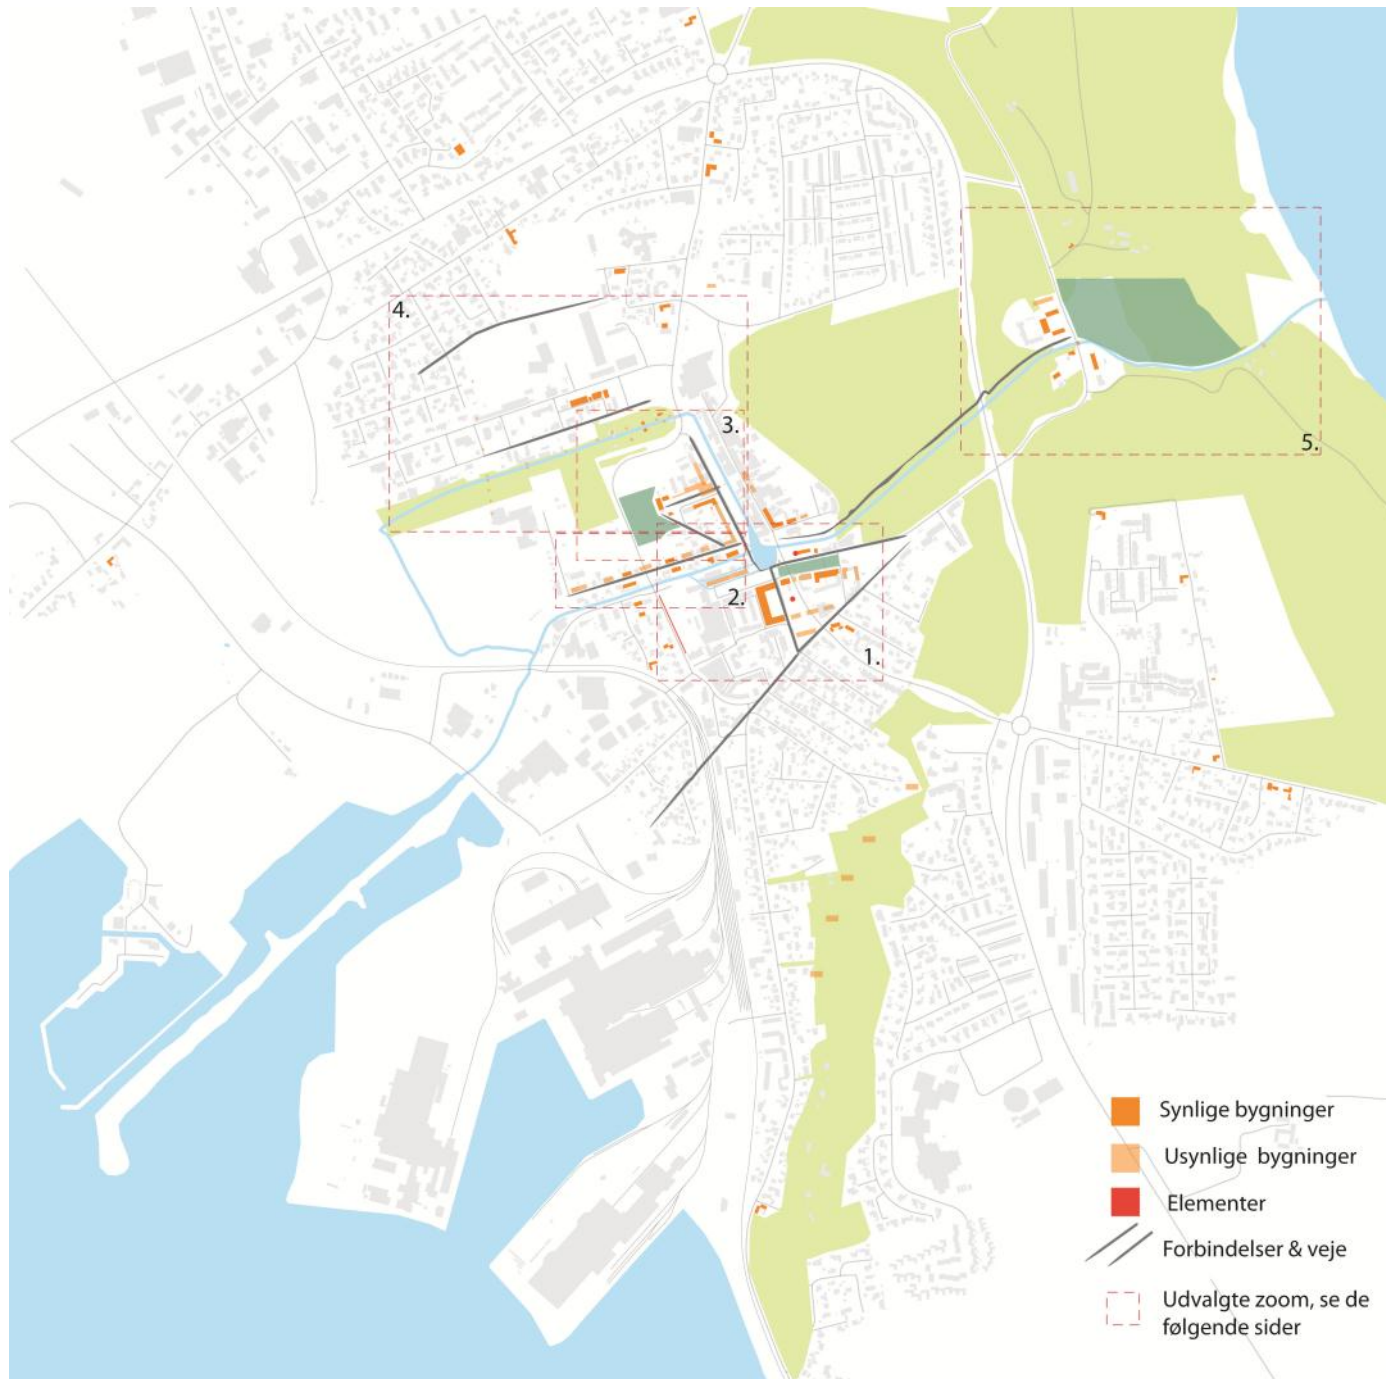 4.
3.
5.
2.
1.
Synlige bygninger
Usynlige bygninger
Elementer
Forbindelser & veje
Udvalgte zoom, se de
følgende sider